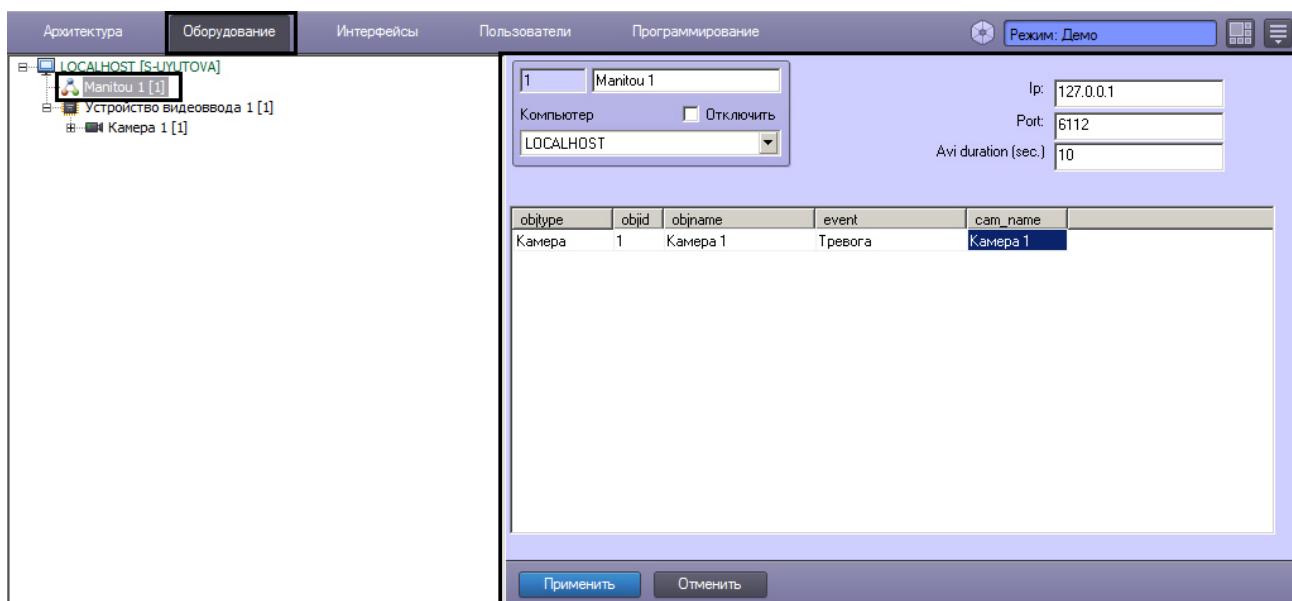 Архитектура Оборудование Интерфейсы Пользователи Программирование Режим: Демо
LOCALHOST [S-UYUTOVA]
Manitou 1 [1]
Устройство видеоввода 1 [1]
Камера 1 [1]
1 Manitou 1
Компьютер Отключить
LOCALHOST
Ip: 127.0.0.1
Port: 6112
Avi duration (sec.) 10
objtype objid objname event cam_name
Камера 1 Камера 1 Тревога Камера 1
Применить Отменить